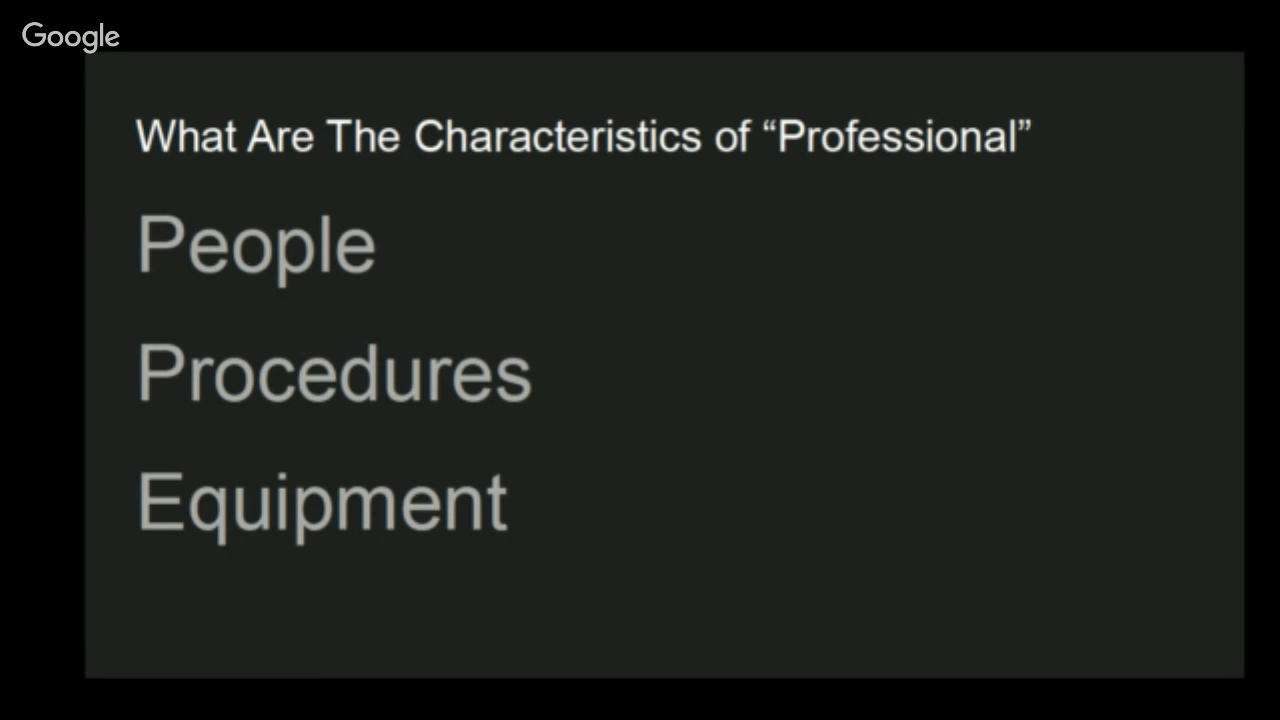 Google
What Are The Characteristics of “Professional”
People
Procedures
Equipment